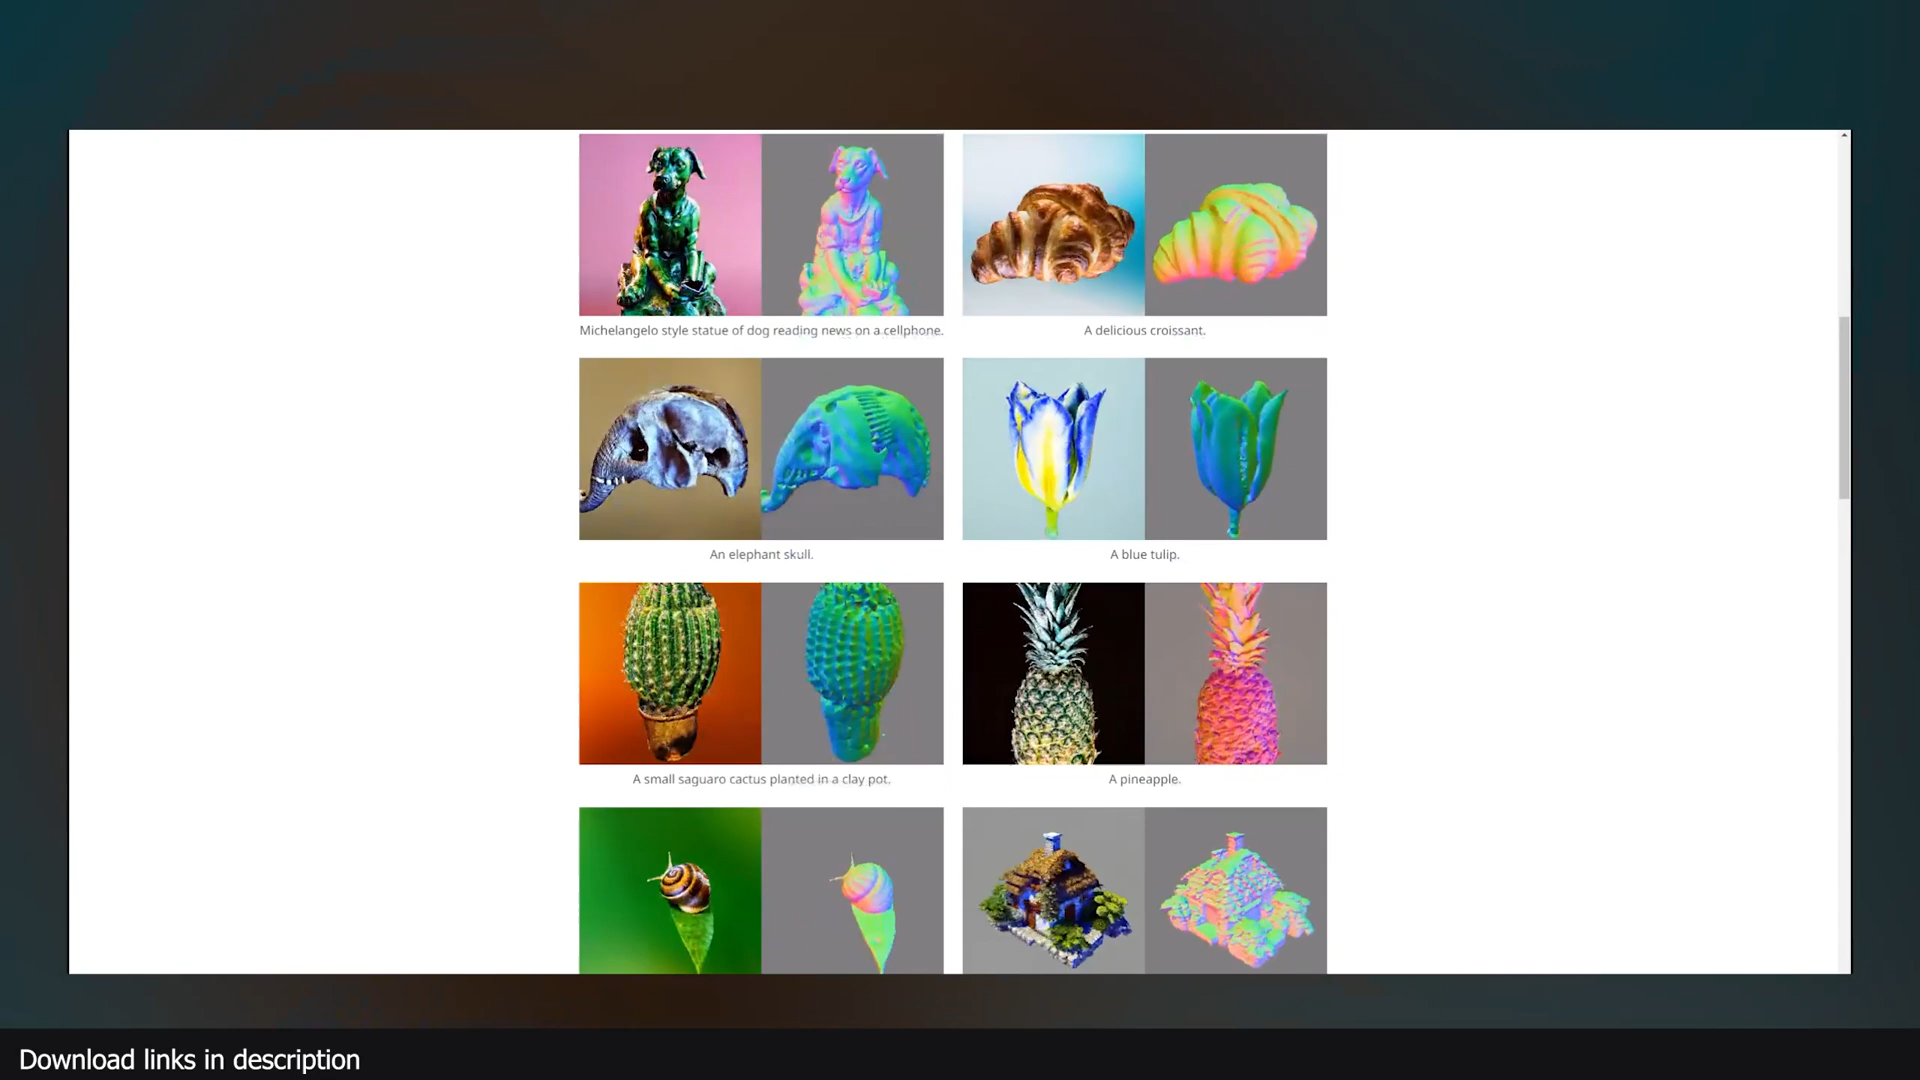 Michelangelo style statue of dog reading news on a cellphone.
A delicious croissant.
An elephant skull.
A blue tulip.
A small saguaro cactus planted in a clay pot.
A pineapple.
Download links in description